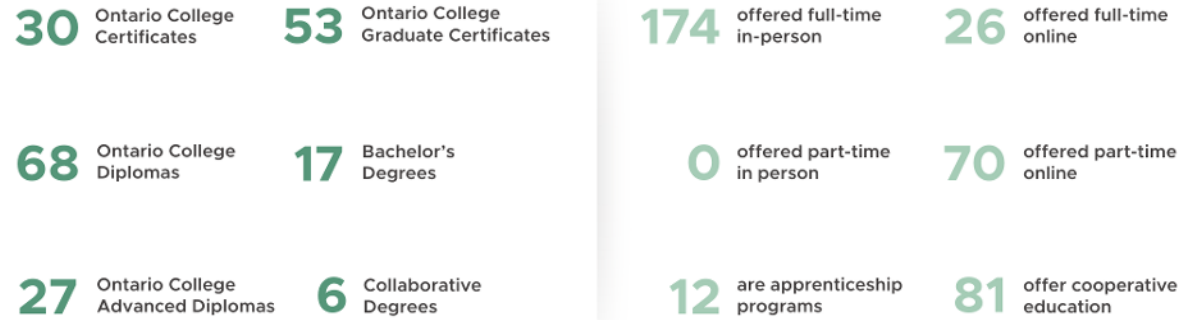 30 Ontario College
Certificates
53 Ontario College
Graduate Certificates
68 Ontario College
Diplomas
17 Bachelor's
Degrees
27 Ontario College
Advanced Diplomas
6 Collaborative
Degrees
174 offered full-time
in-person
26 offered full-time
online
0 offered part-time
in person
70 offered part-time
online
12 are apprenticeship
programs
81 offer cooperative
education